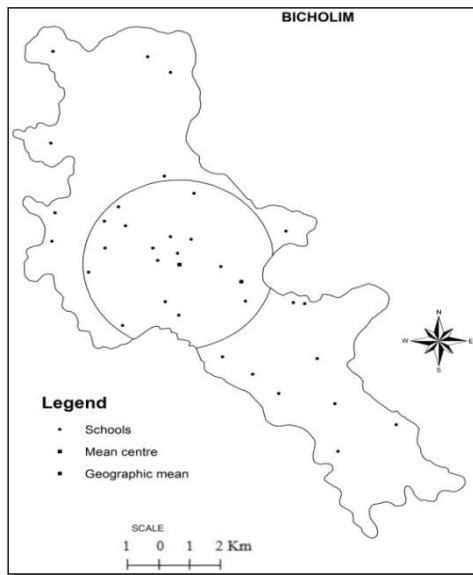 BICHOLIM
N
W E
S
Legend
Schools
Mean centre
Geographic mean
SCALE
1 0 1 2 Km